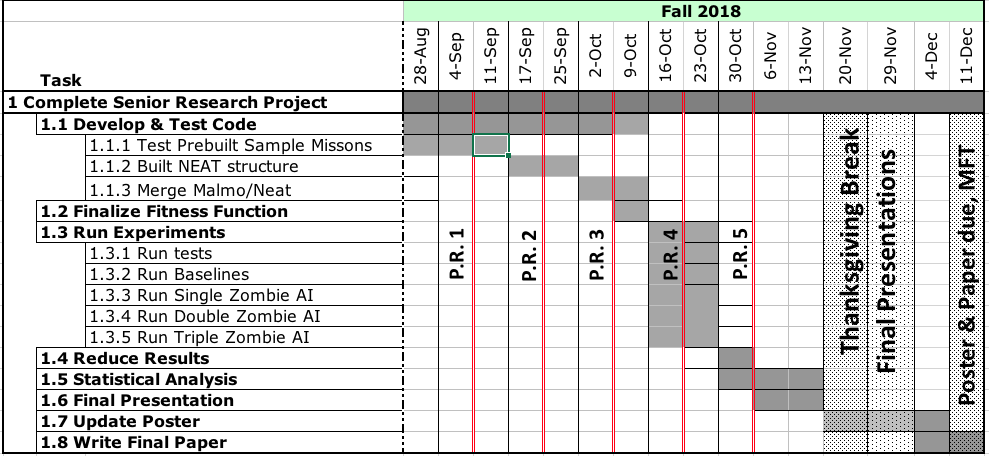 Fall 2018
Task
28-Aug
4-Sep
11-Sep
17-Sep
25-Sep
2-Oct
9-Oct
16-Oct
23-Oct
30-Oct
6-Nov
13-Nov
20-Nov
29-Nov
4-Dec
11-Dec
1 Complete Senior Research Project
1.1 Develop & Test Code
1.1.1 Test Prebuilt Sample Missons
1.1.2 Built NEAT structure
1.1.3 Merge Malmo/Neat
1.2 Finalize Fitness Function
1.3 Run Experiments
1.3.1 Run tests
1.3.2 Run Baselines
1.3.3 Run Single Zombie AI
1.3.4 Run Double Zombie AI
1.3.5 Run Triple Zombie AI
1.4 Reduce Results
1.5 Statistical Analysis
1.6 Final Presentation
1.7 Update Poster
1.8 Write Final Paper
P.R. 1
P.R. 2
P.R. 3
P.R. 4
P.R. 5
Thanksgiving Break
Final Presentations
Poster & Paper due, MFT